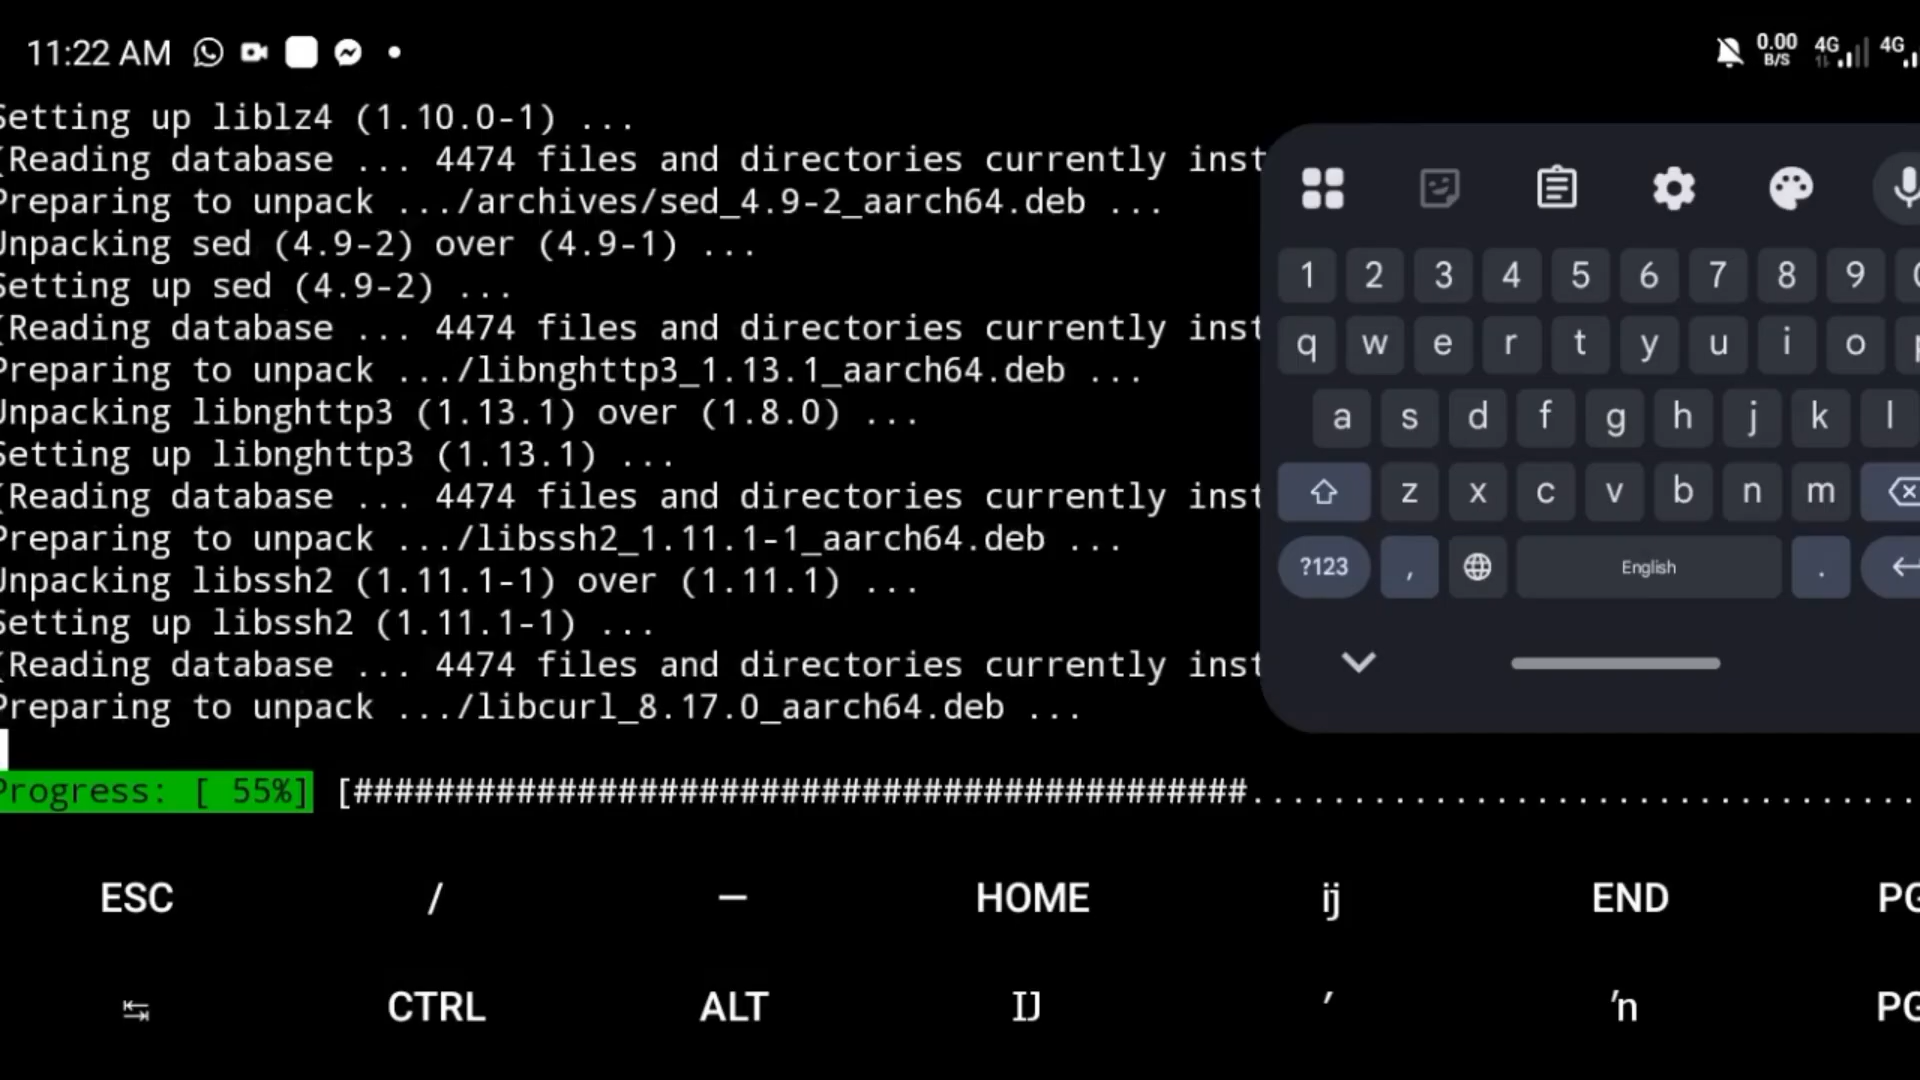 11:22 AM
0.00 B/S 4G 4G
Setting up liblz4 (1.10.0-1) ...
(Reading database ... 4474 files and directories currently inst
Preparing to unpack .../archives/sed_4.9-2_aarch64.deb ...
Unpacking sed (4.9-2) over (4.9-1) ...
Setting up sed (4.9-2) ...
(Reading database ... 4474 files and directories currently inst
Preparing to unpack .../libnghttp3_1.13.1_aarch64.deb ...
Unpacking libnghttp3 (1.13.1) over (1.8.0) ...
Setting up libnghttp3 (1.13.1) ...
(Reading database ... 4474 files and directories currently inst
Preparing to unpack .../libssh2_1.11.1-1_aarch64.deb ...
Unpacking libssh2 (1.11.1-1) over (1.11.1) ...
Setting up libssh2 (1.11.1-1) ...
(Reading database ... 4474 files and directories currently inst
Preparing to unpack .../libcurl_8.17.0_aarch64.deb ...
Progress: [ 55%] [############################################................................
1 2 3 4 5 6 7 8 9 0
q w e r t y u i o p
a s d f g h j k l
z x c v b n m
?123 , English .
ESC / — HOME ĳ END PG
↹ CTRL ALT Ĳ ′ ŉ PG